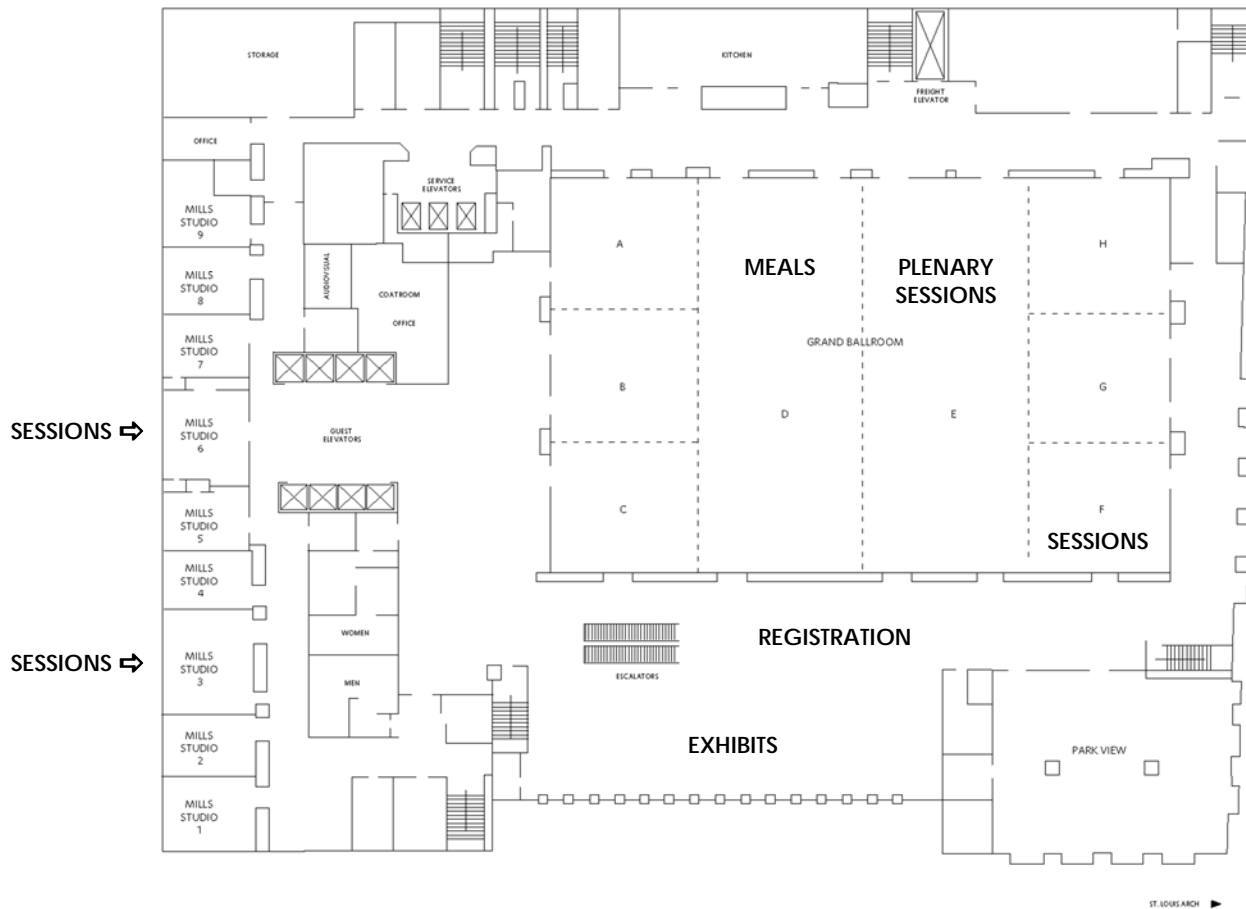 STORAGE
KITCHEN
FREIGHT
ELEVATOR
OFFICE
SERVICE
ELEVATORS
MILLS
STUDIO
9
A
MEALS
PLENARY
SESSIONS
H
MILLS
STUDIO
8
AUDIOVISUAL
COATROOM
OFFICE
GRAND BALLROOM
MILLS
STUDIO
7
B
D
E
G
SESSIONS
MILLS
STUDIO
6
GUEST
ELEVATORS
MILLS
STUDIO
5
C
F
SESSIONS
MILLS
STUDIO
4
WOMEN
REGISTRATION
SESSIONS
MILLS
STUDIO
3
MEN
ESCALATORS
MILLS
STUDIO
2
EXHIBITS
PARK VIEW
MILLS
STUDIO
1
ST. LOUIS ARCH